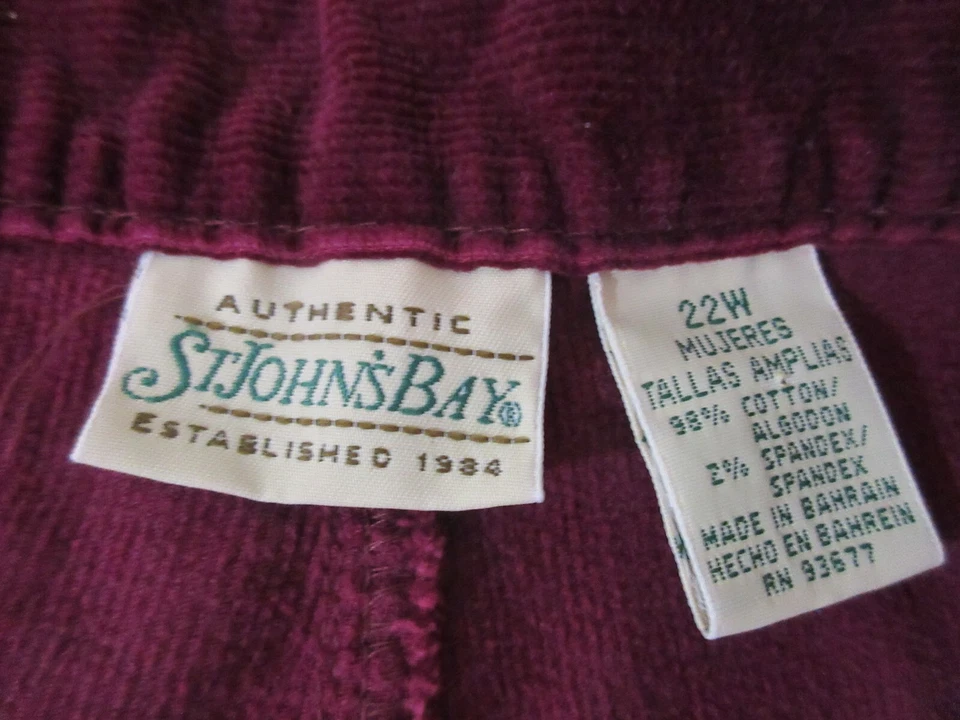 AUTHENTIC
ST. JOHN'S BAY®
ESTABLISHED 1984
22W
MUJERES
TALLAS AMPLIAS
98% COTTON/
ALGODON
2% SPANDEX/
SPANDEX
MADE IN BAHRAIN
HECHO EN BAHREIN
RN 93677